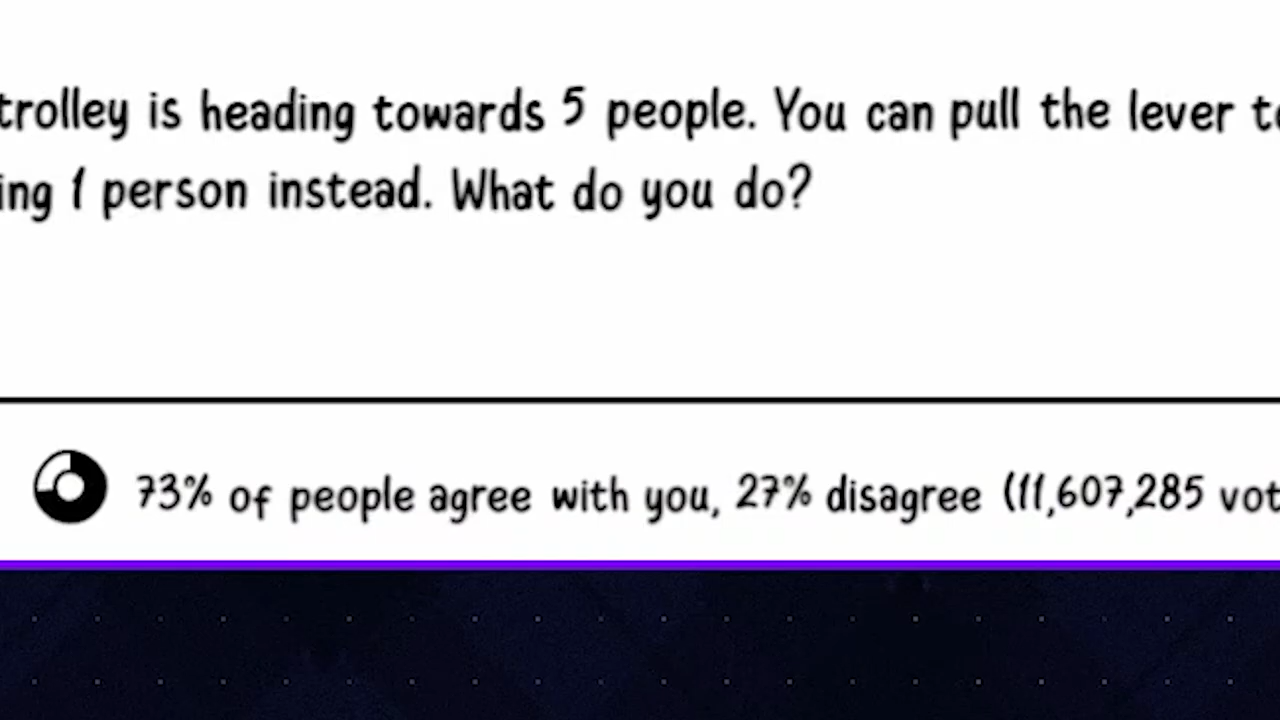 trolley is heading towards 5 people. You can pull the lever to
ing 1 person instead. What do you do?
73% of people agree with you, 27% disagree (11,607,285 vot